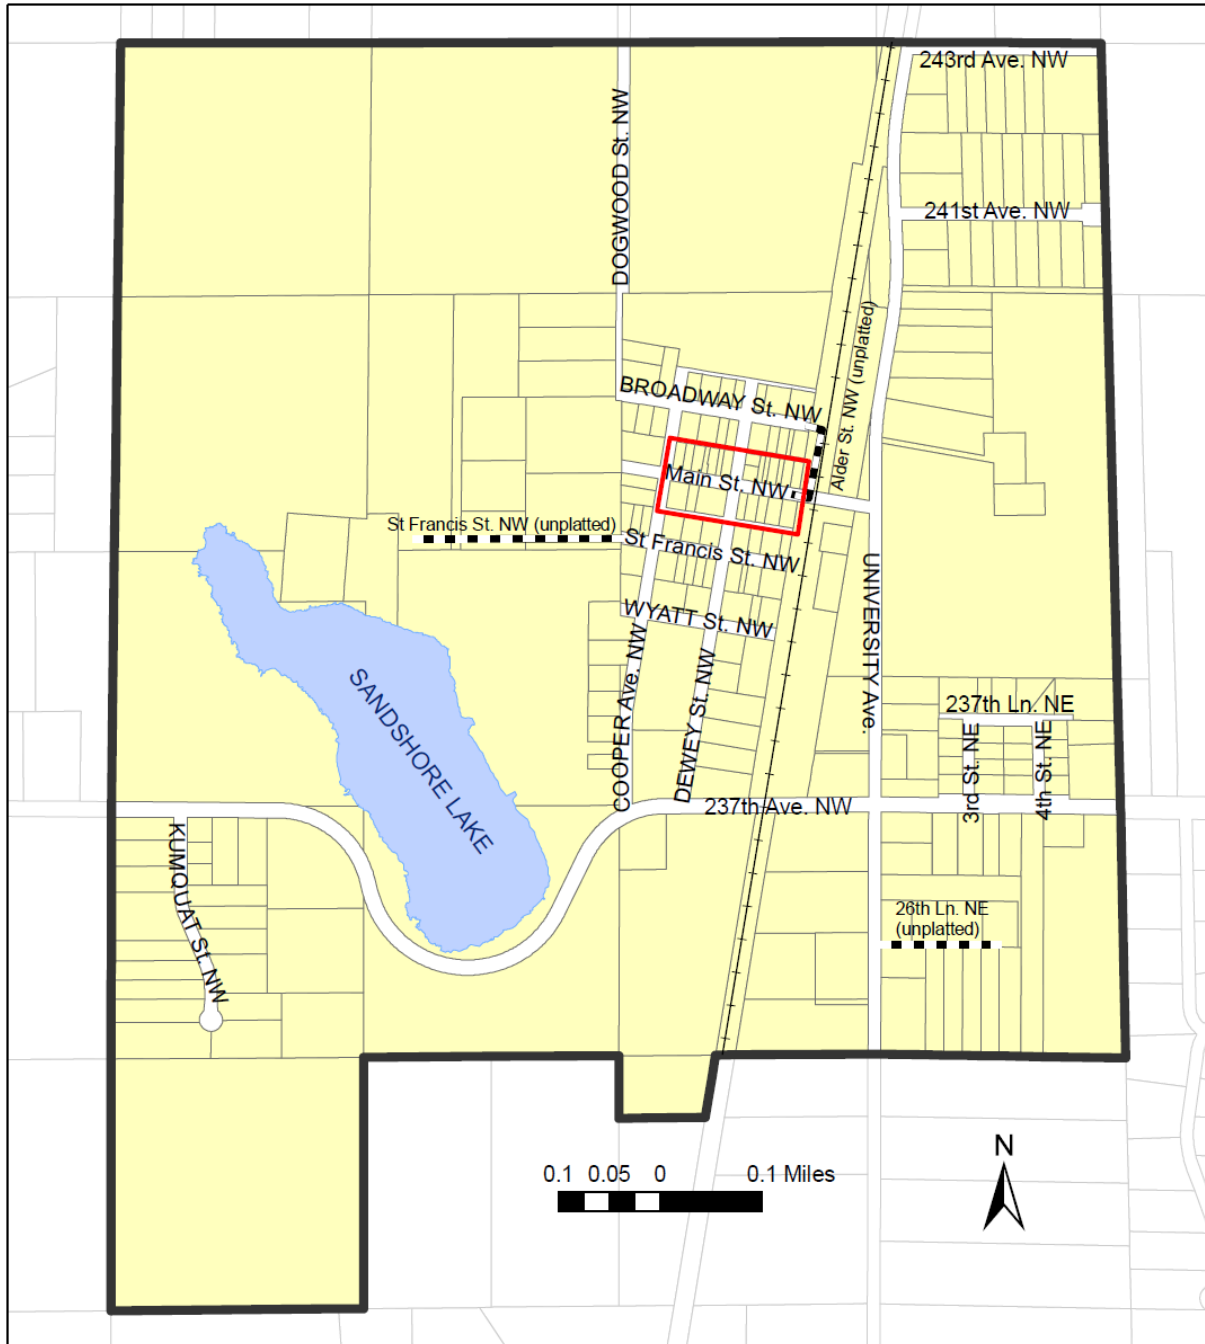 243rd Ave. NW
DOGWOOD St. NW
241st Ave. NW
Alder St. NW (unplatted)
BROADWAY St. NW
Main St. NW
St Francis St. NW (unplatted)
St Francis St. NW
WYATT St. NW
UNIVERSITY Ave.
COOPER Ave. NW
DEWEY St. NW
SANDSHORE LAKE
237th Ln. NE
3rd St. NE
4th St. NE
237th Ave. NW
KUMQUAT St. NW
26th Ln. NE
(unplatted)
N
0.1 0.05 0 0.1 Miles